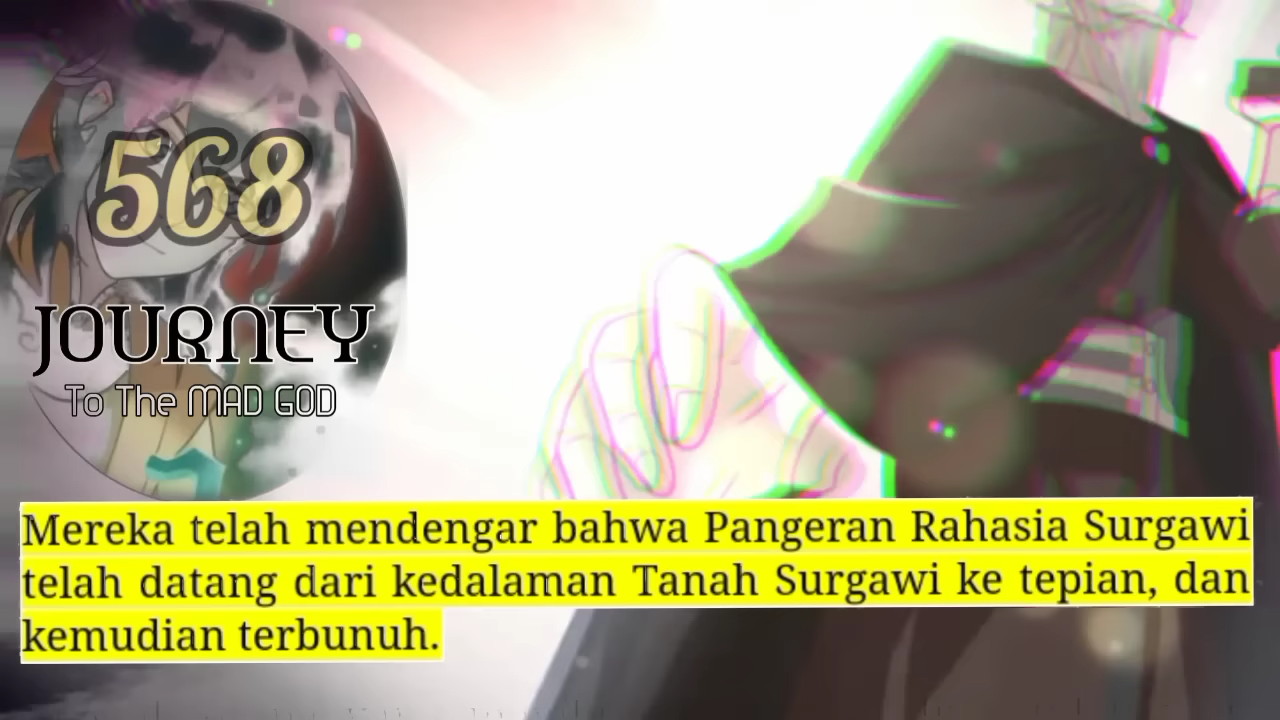 568
JOURNEY
To The MAD GOD
Mereka telah mendengar bahwa Pangeran Rahasia Surgawi
telah datang dari kedalaman Tanah Surgawi ke tepian, dan
kemudian terbunuh.